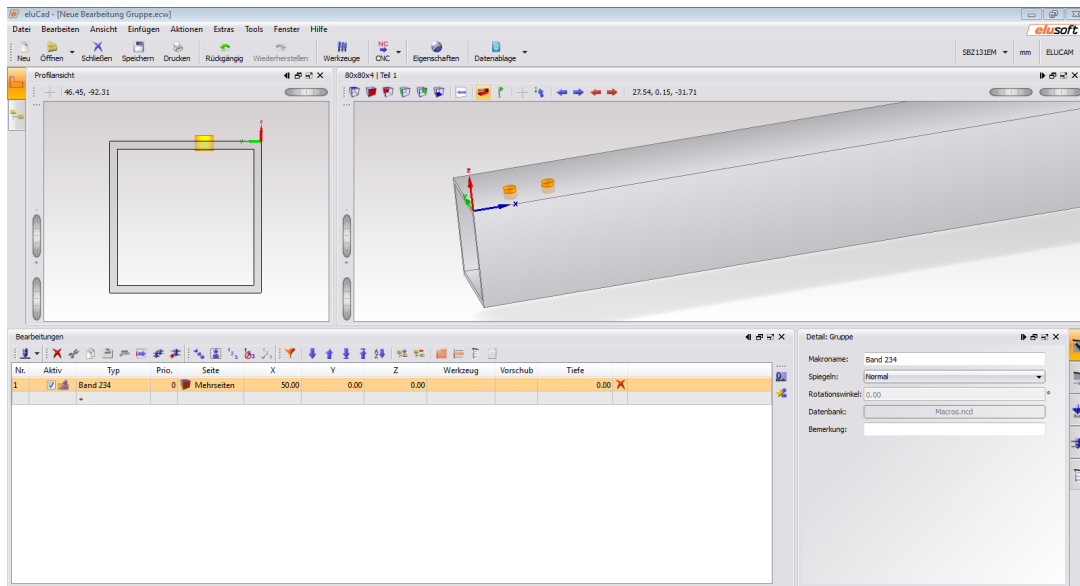 eluCad - [Neue Bearbeitung Gruppe.ecw]
Datei Bearbeiten Ansicht Einfügen Aktionen Extras Tools Fenster Hilfe
elusoft
Neu Öffnen Schließen Speichern Drucken Rückgängig Wiederherstellen Werkzeuge CNC Eigenschaften Datenablage
NC
SBZ131EM mm ELUCAM
Profilansicht
80x80x4 | Teil 1
46.45, -92.31
27.54, 0.15, -31.71
z
y
z
y
x
Bearbeitungen
Detail: Gruppe
Nr. Aktiv Typ Prio. Seite X Y Z Werkzeug Vorschub Tiefe
1 Band 234 0 Mehrseiten 50.00 0.00 0.00 0.00
+
Makroname: Band 234
Spiegeln: Normal
Rotationswinkel: 0.00 °
Datenbank: Macros.ncd
Bemerkung: